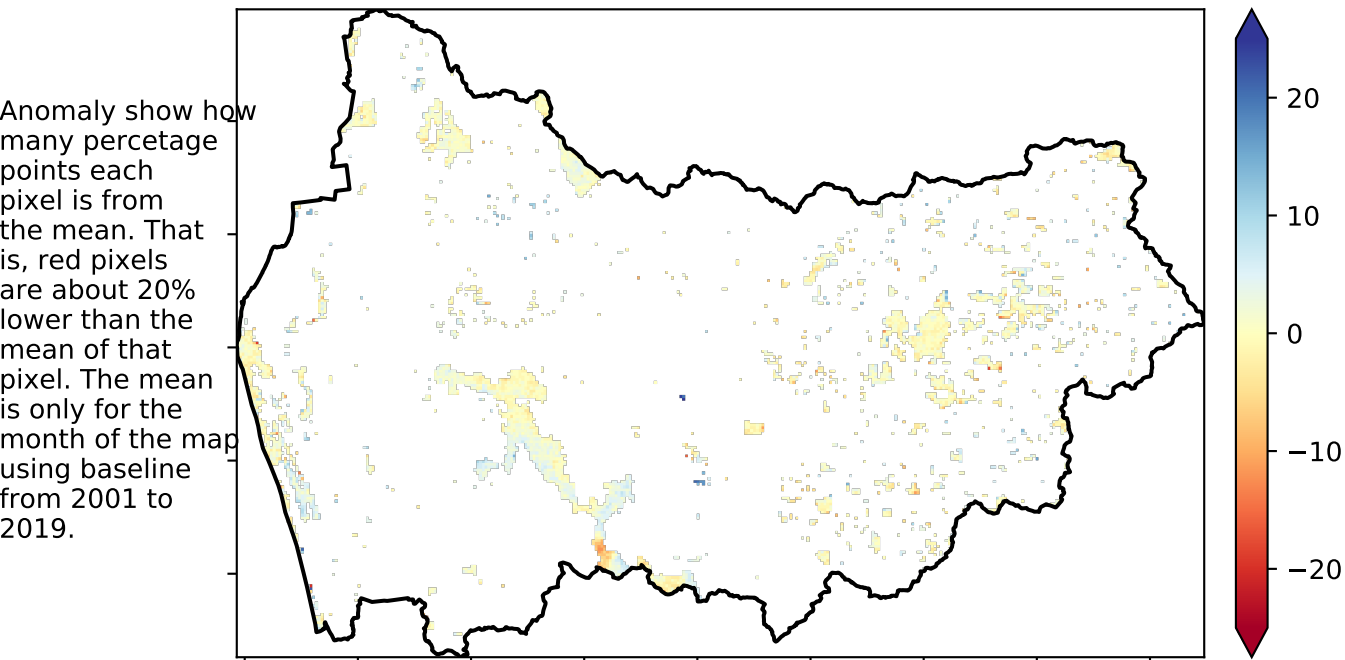 Anomaly show how
many percetage
points each
pixel is from
the mean. That
is, red pixels
are about 20%
lower than the
mean of that
pixel. The mean
is only for the
month of the map
using baseline
from 2001 to
2019.
20
10
0
−10
−20